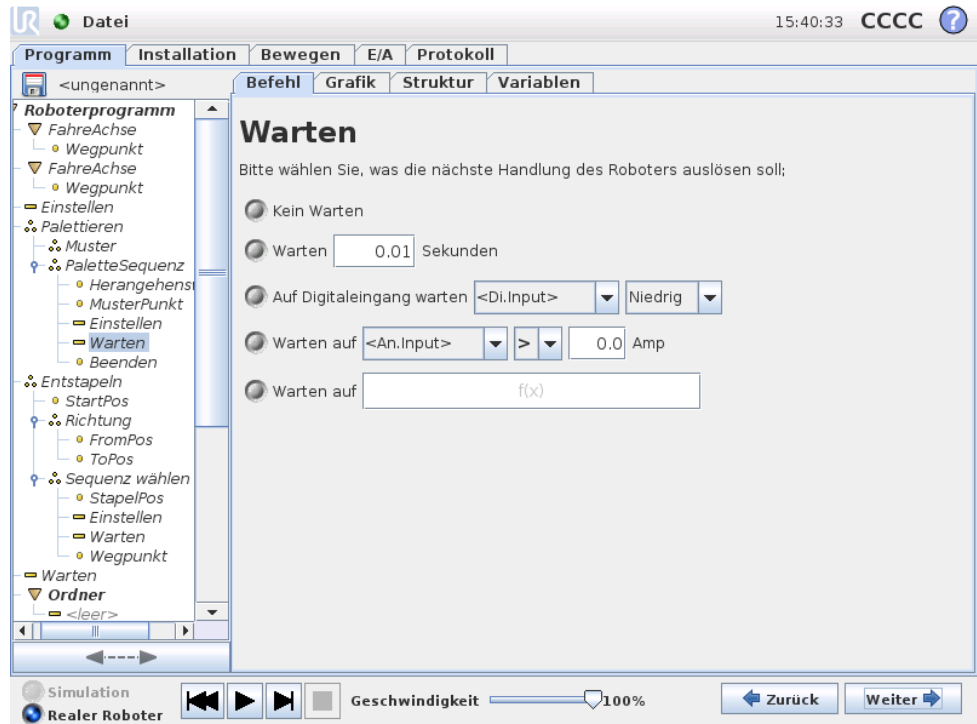 UR Datei 15:40:33 CCCC ?
Programm Installation Bewegen E/A Protokoll
<ungenannt>
Befehl Grafik Struktur Variablen
Roboterprogramm
FahreAchse
Wegpunkt
FahreAchse
Wegpunkt
Einstellen
Palettieren
Muster
PaletteSequenz
Herangehens
MusterPunkt
Einstellen
Warten
Beenden
Entstapeln
StartPos
Richtung
FromPos
ToPos
Sequenz wählen
StapelPos
Einstellen
Warten
Wegpunkt
Warten
Ordner
<leer>
Warten
Bitte wählen Sie, was die nächste Handlung des Roboters auslösen soll;
Kein Warten
Warten 0.01 Sekunden
Auf Digitaleingang warten <Di.Input> Niedrig
Warten auf <An.Input> > 0.0 Amp
Warten auf f(x)
Simulation
Realer Roboter
Geschwindigkeit 100%
Zurück Weiter